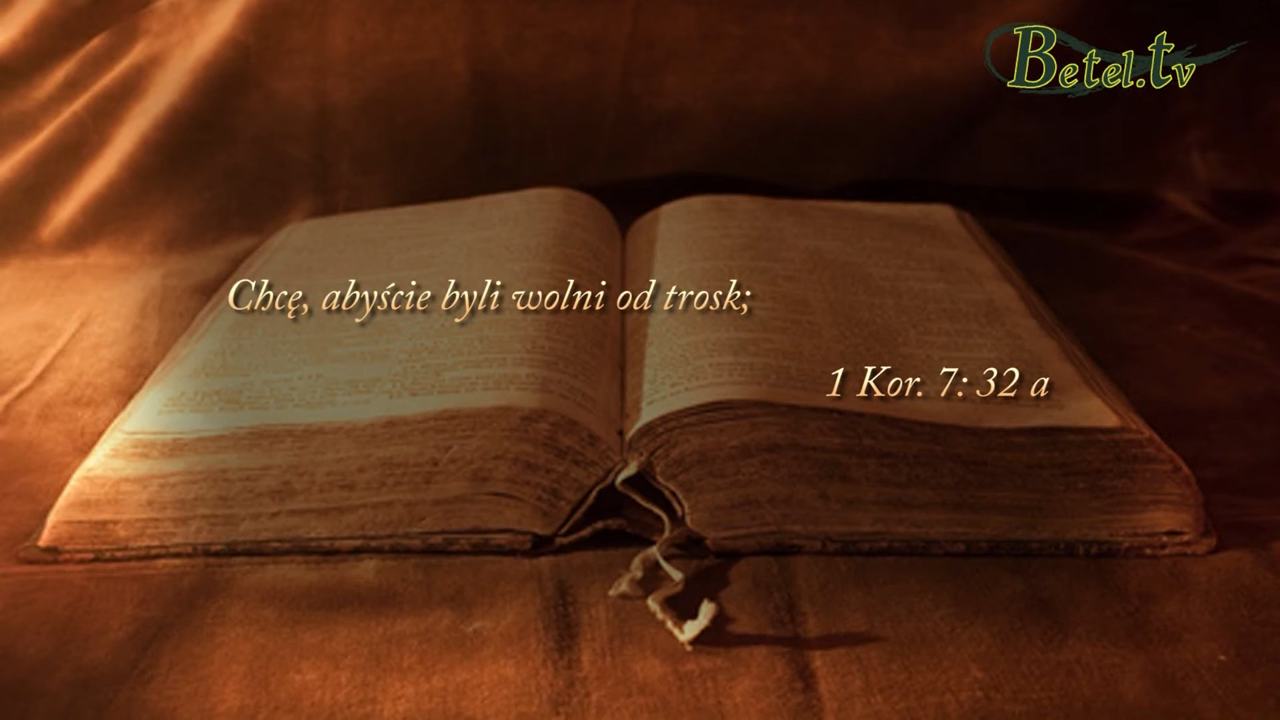 Betel.tv
Chcę, abyście byli wolni od trosk;
1 Kor. 7: 32 a